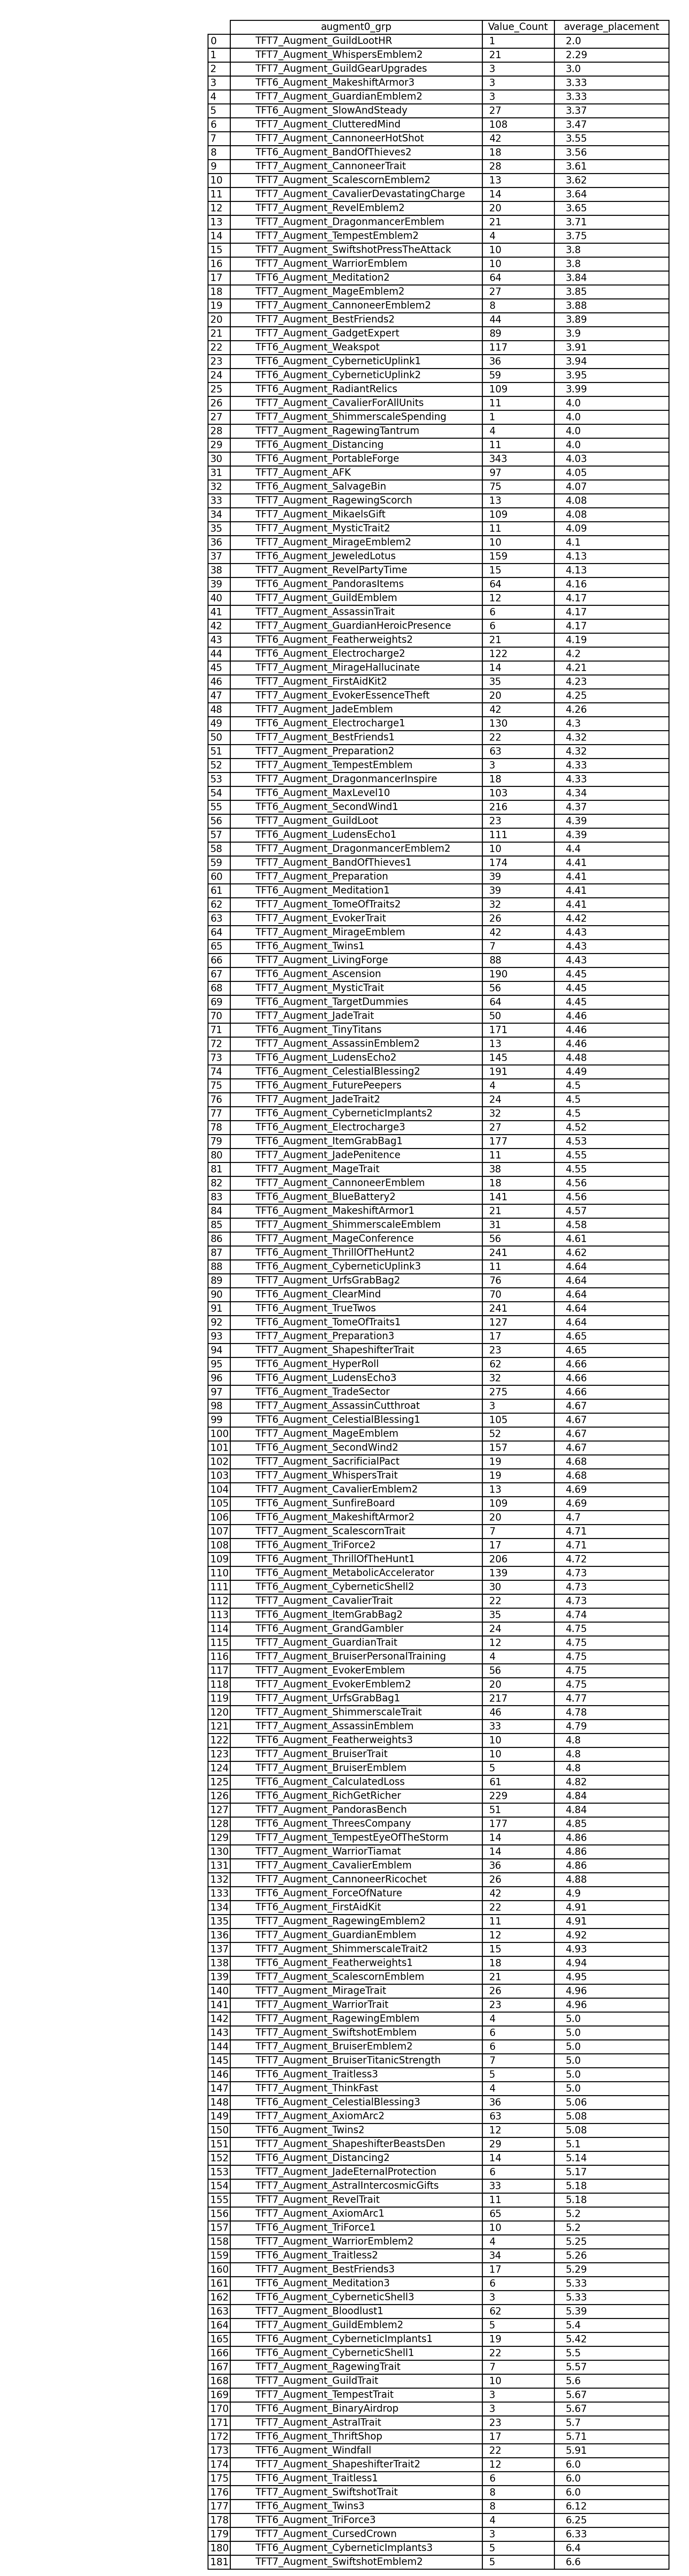 augment0_grp Value_Count average_placement
0 TFT7_Augment_GuildLootHR 1 2.0
1 TFT7_Augment_WhispersEmblem2 21 2.29
2 TFT7_Augment_GuildGearUpgrades 3 3.0
3 TFT6_Augment_MakeshiftArmor3 3 3.33
4 TFT7_Augment_GuardianEmblem2 3 3.33
5 TFT6_Augment_SlowAndSteady 27 3.37
6 TFT7_Augment_ClutteredMind 108 3.47
7 TFT7_Augment_CannoneerHotShot 42 3.55
8 TFT6_Augment_BandOfThieves2 18 3.56
9 TFT7_Augment_CannoneerTrait 28 3.61
10 TFT7_Augment_ScalescornEmblem2 13 3.62
11 TFT7_Augment_CavalierDevastatingCharge 14 3.64
12 TFT7_Augment_RevelEmblem2 20 3.65
13 TFT7_Augment_DragonmancerEmblem 21 3.71
14 TFT7_Augment_TempestEmblem2 4 3.75
15 TFT7_Augment_SwiftshotPressTheAttack 10 3.8
16 TFT7_Augment_WarriorEmblem 10 3.8
17 TFT6_Augment_Meditation2 64 3.84
18 TFT7_Augment_MageEmblem2 27 3.85
19 TFT7_Augment_CannoneerEmblem2 8 3.88
20 TFT7_Augment_BestFriends2 44 3.89
21 TFT7_Augment_GadgetExpert 89 3.9
22 TFT6_Augment_Weakspot 117 3.91
23 TFT6_Augment_CyberneticUplink1 36 3.94
24 TFT6_Augment_CyberneticUplink2 59 3.95
25 TFT6_Augment_RadiantRelics 109 3.99
26 TFT7_Augment_CavalierForAllUnits 11 4.0
27 TFT7_Augment_ShimmerscaleSpending 1 4.0
28 TFT7_Augment_RagewingTantrum 4 4.0
29 TFT6_Augment_Distancing 11 4.0
30 TFT6_Augment_PortableForge 343 4.03
31 TFT7_Augment_AFK 97 4.05
32 TFT6_Augment_SalvageBin 75 4.07
33 TFT7_Augment_RagewingScorch 13 4.08
34 TFT7_Augment_MikaelsGift 109 4.08
35 TFT7_Augment_MysticTrait2 11 4.09
36 TFT7_Augment_MirageEmblem2 10 4.1
37 TFT6_Augment_JeweledLotus 159 4.13
38 TFT7_Augment_RevelPartyTime 15 4.13
39 TFT6_Augment_PandorasItems 64 4.16
40 TFT7_Augment_GuildEmblem 12 4.17
41 TFT7_Augment_AssassinTrait 6 4.17
42 TFT7_Augment_GuardianHeroicPresence 6 4.17
43 TFT6_Augment_Featherweights2 21 4.19
44 TFT6_Augment_Electrocharge2 122 4.2
45 TFT7_Augment_MirageHallucinate 14 4.21
46 TFT7_Augment_FirstAidKit2 35 4.23
47 TFT7_Augment_EvokerEssenceTheft 20 4.25
48 TFT7_Augment_JadeEmblem 42 4.26
49 TFT6_Augment_Electrocharge1 130 4.3
50 TFT7_Augment_BestFriends1 22 4.32
51 TFT7_Augment_Preparation2 63 4.32
52 TFT7_Augment_TempestEmblem 3 4.33
53 TFT7_Augment_DragonmancerInspire 18 4.33
54 TFT6_Augment_MaxLevel10 103 4.34
55 TFT6_Augment_SecondWind1 216 4.37
56 TFT7_Augment_GuildLoot 23 4.39
57 TFT6_Augment_LudensEcho1 111 4.39
58 TFT7_Augment_DragonmancerEmblem2 10 4.4
59 TFT7_Augment_BandOfThieves1 174 4.41
60 TFT7_Augment_Preparation 39 4.41
61 TFT6_Augment_Meditation1 39 4.41
62 TFT7_Augment_TomeOfTraits2 32 4.41
63 TFT7_Augment_EvokerTrait 26 4.42
64 TFT7_Augment_MirageEmblem 42 4.43
65 TFT6_Augment_Twins1 7 4.43
66 TFT7_Augment_LivingForge 88 4.43
67 TFT6_Augment_Ascension 190 4.45
68 TFT7_Augment_MysticTrait 56 4.45
69 TFT6_Augment_TargetDummies 64 4.45
70 TFT7_Augment_JadeTrait 50 4.46
71 TFT6_Augment_TinyTitans 171 4.46
72 TFT7_Augment_AssassinEmblem2 13 4.46
73 TFT6_Augment_LudensEcho2 145 4.48
74 TFT6_Augment_CelestialBlessing2 191 4.49
75 TFT6_Augment_FuturePeepers 4 4.5
76 TFT7_Augment_JadeTrait2 24 4.5
77 TFT6_Augment_CyberneticImplants2 32 4.5
78 TFT6_Augment_Electrocharge3 27 4.52
79 TFT6_Augment_ItemGrabBag1 177 4.53
80 TFT7_Augment_JadePenitence 11 4.55
81 TFT7_Augment_MageTrait 38 4.55
82 TFT7_Augment_CannoneerEmblem 18 4.56
83 TFT6_Augment_BlueBattery2 141 4.56
84 TFT6_Augment_MakeshiftArmor1 21 4.57
85 TFT7_Augment_ShimmerscaleEmblem 31 4.58
86 TFT7_Augment_MageConference 56 4.61
87 TFT6_Augment_ThrillOfTheHunt2 241 4.62
88 TFT6_Augment_CyberneticUplink3 11 4.64
89 TFT7_Augment_UrfsGrabBag2 76 4.64
90 TFT6_Augment_ClearMind 70 4.64
91 TFT6_Augment_TrueTwos 241 4.64
92 TFT6_Augment_TomeOfTraits1 127 4.64
93 TFT7_Augment_Preparation3 17 4.65
94 TFT7_Augment_ShapeshifterTrait 23 4.65
95 TFT6_Augment_HyperRoll 62 4.66
96 TFT6_Augment_LudensEcho3 32 4.66
97 TFT6_Augment_TradeSector 275 4.66
98 TFT7_Augment_AssassinCutthroat 3 4.67
99 TFT6_Augment_CelestialBlessing1 105 4.67
100 TFT7_Augment_MageEmblem 52 4.67
101 TFT6_Augment_SecondWind2 157 4.67
102 TFT7_Augment_SacrificialPact 19 4.68
103 TFT7_Augment_WhispersTrait 19 4.68
104 TFT7_Augment_CavalierEmblem2 13 4.69
105 TFT6_Augment_SunfireBoard 109 4.69
106 TFT6_Augment_MakeshiftArmor2 20 4.7
107 TFT7_Augment_ScalescornTrait 7 4.71
108 TFT6_Augment_TriForce2 17 4.71
109 TFT6_Augment_ThrillOfTheHunt1 206 4.72
110 TFT6_Augment_MetabolicAccelerator 139 4.73
111 TFT6_Augment_CyberneticShell2 30 4.73
112 TFT7_Augment_CavalierTrait 22 4.73
113 TFT6_Augment_ItemGrabBag2 35 4.74
114 TFT6_Augment_GrandGambler 24 4.75
115 TFT7_Augment_GuardianTrait 12 4.75
116 TFT7_Augment_BruiserPersonalTraining 4 4.75
117 TFT7_Augment_EvokerEmblem 56 4.75
118 TFT7_Augment_EvokerEmblem2 20 4.75
119 TFT7_Augment_UrfsGrabBag1 217 4.77
120 TFT7_Augment_ShimmerscaleTrait 46 4.78
121 TFT7_Augment_AssassinEmblem 33 4.79
122 TFT6_Augment_Featherweights3 10 4.8
123 TFT7_Augment_BruiserTrait 10 4.8
124 TFT7_Augment_BruiserEmblem 5 4.8
125 TFT6_Augment_CalculatedLoss 61 4.82
126 TFT6_Augment_RichGetRicher 229 4.84
127 TFT7_Augment_PandorasBench 51 4.84
128 TFT6_Augment_ThreesCompany 177 4.85
129 TFT7_Augment_TempestEyeOfTheStorm 14 4.86
130 TFT7_Augment_WarriorTiamat 14 4.86
131 TFT7_Augment_CavalierEmblem 36 4.86
132 TFT7_Augment_CannoneerRicochet 26 4.88
133 TFT6_Augment_ForceOfNature 42 4.9
134 TFT6_Augment_FirstAidKit 22 4.91
135 TFT7_Augment_RagewingEmblem2 11 4.91
136 TFT7_Augment_GuardianEmblem 12 4.92
137 TFT7_Augment_ShimmerscaleTrait2 15 4.93
138 TFT6_Augment_Featherweights1 18 4.94
139 TFT7_Augment_ScalescornEmblem 21 4.95
140 TFT7_Augment_MirageTrait 26 4.96
141 TFT7_Augment_WarriorTrait 23 4.96
142 TFT7_Augment_RagewingEmblem 4 5.0
143 TFT7_Augment_SwiftshotEmblem 6 5.0
144 TFT7_Augment_BruiserEmblem2 6 5.0
145 TFT7_Augment_BruiserTitanicStrength 7 5.0
146 TFT6_Augment_Traitless3 5 5.0
147 TFT7_Augment_ThinkFast 4 5.0
148 TFT6_Augment_CelestialBlessing3 36 5.06
149 TFT7_Augment_AxiomArc2 63 5.08
150 TFT6_Augment_Twins2 12 5.08
151 TFT7_Augment_ShapeshifterBeastsDen 29 5.1
152 TFT6_Augment_Distancing2 14 5.14
153 TFT7_Augment_JadeEternalProtection 6 5.17
154 TFT7_Augment_AstralIntercosmicGifts 33 5.18
155 TFT7_Augment_RevelTrait 11 5.18
156 TFT7_Augment_AxiomArc1 65 5.2
157 TFT6_Augment_TriForce1 10 5.2
158 TFT7_Augment_WarriorEmblem2 4 5.25
159 TFT6_Augment_Traitless2 34 5.26
160 TFT7_Augment_BestFriends3 17 5.29
161 TFT6_Augment_Meditation3 6 5.33
162 TFT6_Augment_CyberneticShell3 3 5.33
163 TFT7_Augment_Bloodlust1 62 5.39
164 TFT7_Augment_GuildEmblem2 5 5.4
165 TFT6_Augment_CyberneticImplants1 19 5.42
166 TFT6_Augment_CyberneticShell1 22 5.5
167 TFT7_Augment_RagewingTrait 7 5.57
168 TFT7_Augment_GuildTrait 10 5.6
169 TFT7_Augment_TempestTrait 3 5.67
170 TFT6_Augment_BinaryAirdrop 3 5.67
171 TFT7_Augment_AstralTrait 23 5.7
172 TFT6_Augment_ThriftShop 17 5.71
173 TFT6_Augment_Windfall 22 5.91
174 TFT7_Augment_ShapeshifterTrait2 12 6.0
175 TFT6_Augment_Traitless1 6 6.0
176 TFT7_Augment_SwiftshotTrait 8 6.0
177 TFT6_Augment_Twins3 8 6.12
178 TFT6_Augment_TriForce3 4 6.25
179 TFT7_Augment_CursedCrown 3 6.33
180 TFT6_Augment_CyberneticImplants3 5 6.4
181 TFT7_Augment_SwiftshotEmblem2 5 6.6